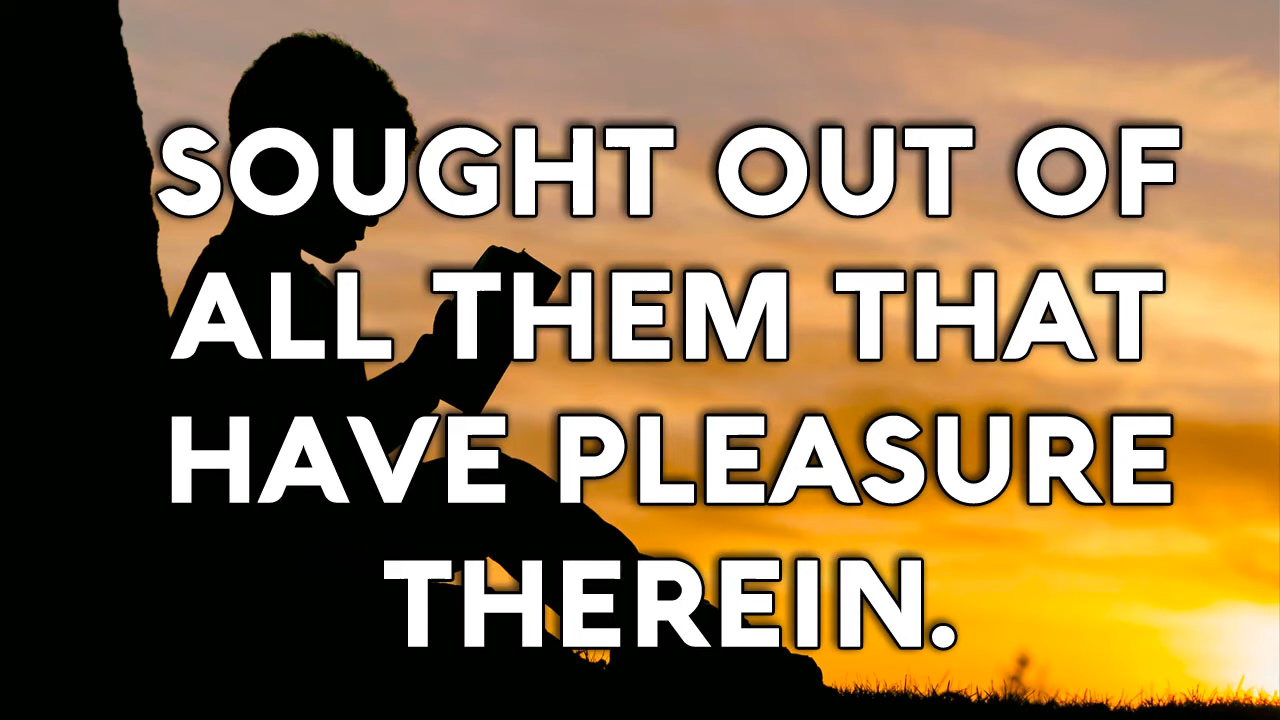 SOUGHT OUT OF
ALL THEM THAT
HAVE PLEASURE
THEREIN.